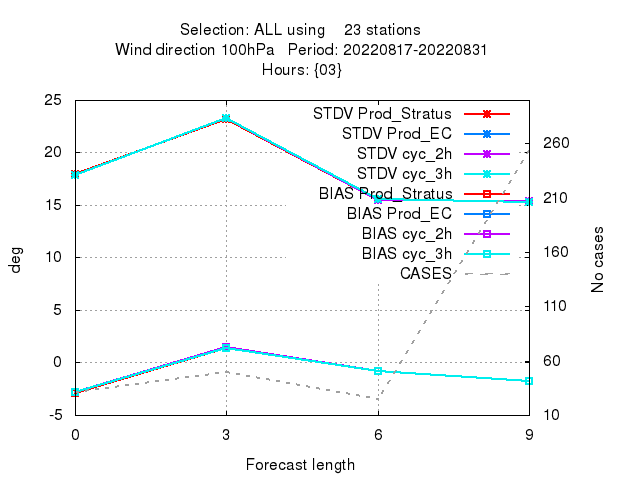 Selection: ALL using    23 stations
Wind direction 100hPa   Period: 20220817-20220831
Hours: {03}
25
20
15
10
5
0
-5
deg
STDV Prod_Stratus
STDV Prod_EC
STDV cyc_2h
STDV cyc_3h
BIAS Prod_Stratus
BIAS Prod_EC
BIAS cyc_2h
BIAS cyc_3h
CASES
260
210
160
110
60
10
No cases
0 3 6 9
Forecast length